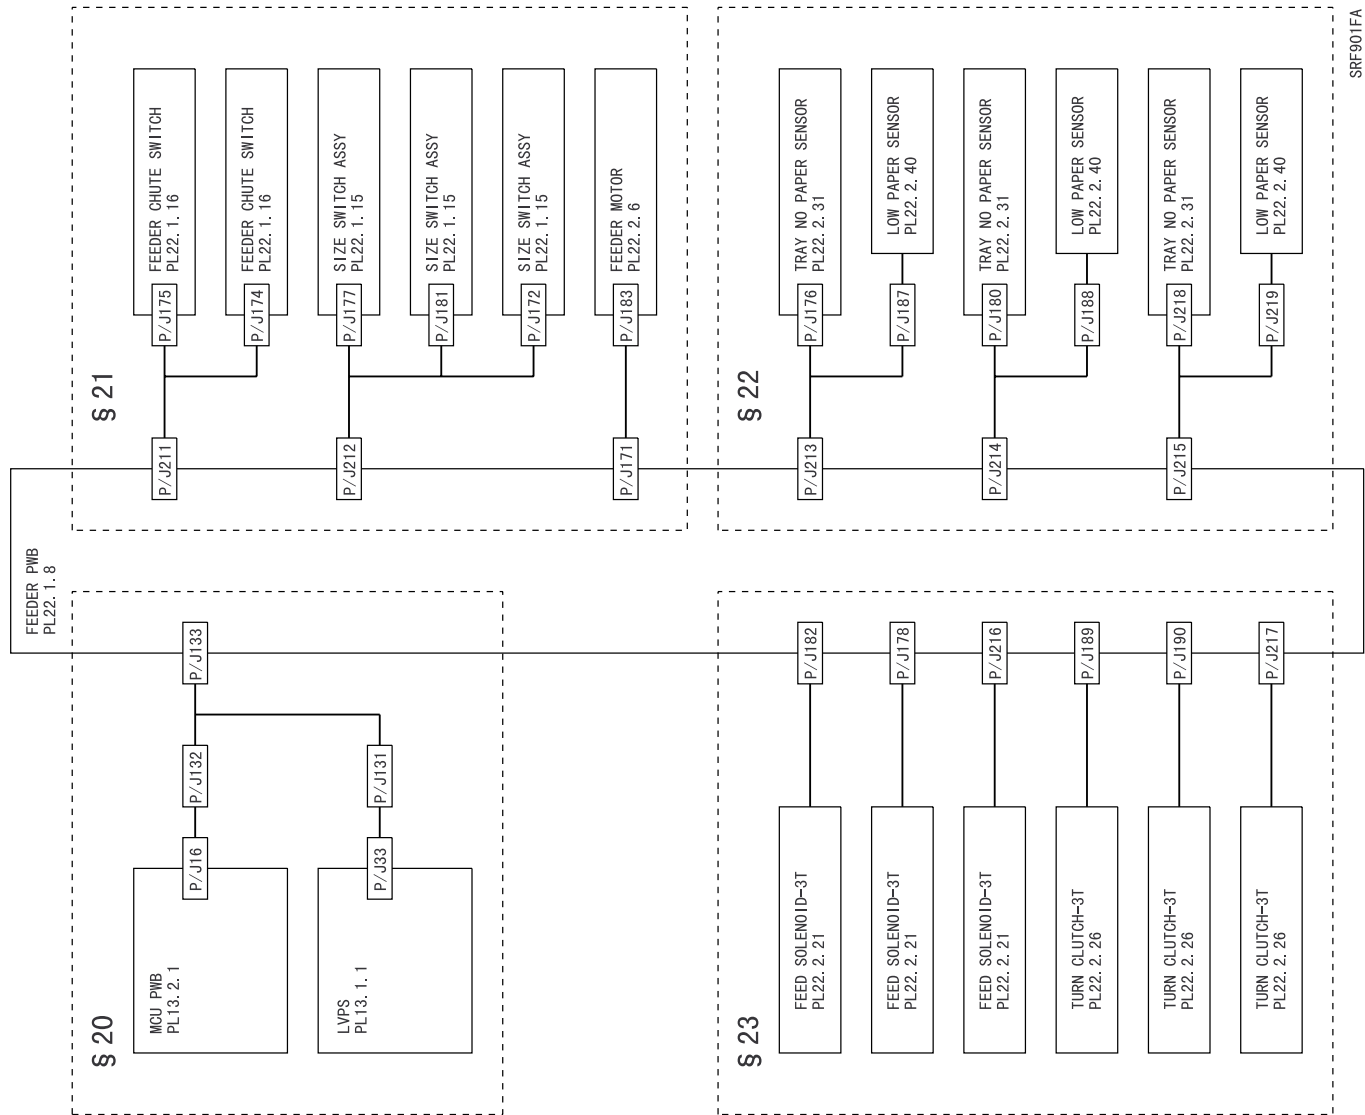 FEEDER PWB
PL22.1.8
§20
MCU PWB
PL13.2.1
P/J16
P/J132
P/J133
LVPS
PL13.1.1
P/J33
P/J131
§21
P/J211
P/J175
FEEDER CHUTE SWITCH
PL22.1.16
P/J174
FEEDER CHUTE SWITCH
PL22.1.16
P/J212
P/J177
SIZE SWITCH ASSY
PL22.1.15
P/J181
SIZE SWITCH ASSY
PL22.1.15
P/J172
SIZE SWITCH ASSY
PL22.1.15
P/J171
P/J183
FEEDER MOTOR
PL22.2.6
§23
FEED SOLENOID-3T
PL22.2.21
P/J182
FEED SOLENOID-3T
PL22.2.21
P/J178
FEED SOLENOID-3T
PL22.2.21
P/J216
TURN CLUTCH-3T
PL22.2.26
P/J189
TURN CLUTCH-3T
PL22.2.26
P/J190
TURN CLUTCH-3T
PL22.2.26
P/J217
§22
P/J213
P/J176
TRAY NO PAPER SENSOR
PL22.2.31
P/J187
LOW PAPER SENSOR
PL22.2.40
P/J214
P/J180
TRAY NO PAPER SENSOR
PL22.2.31
P/J188
LOW PAPER SENSOR
PL22.2.40
P/J215
P/J218
TRAY NO PAPER SENSOR
PL22.2.31
P/J219
LOW PAPER SENSOR
PL22.2.40
SRF901FA